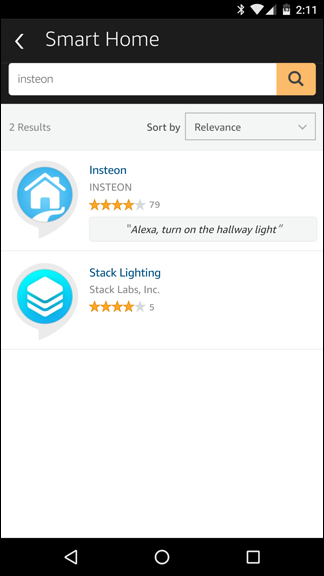 2:11
Smart Home
insteon
2 Results
Sort by
Relevance
Insteon
INSTEON
79
"Alexa, turn on the hallway light"
Stack Lighting
Stack Labs, Inc.
5